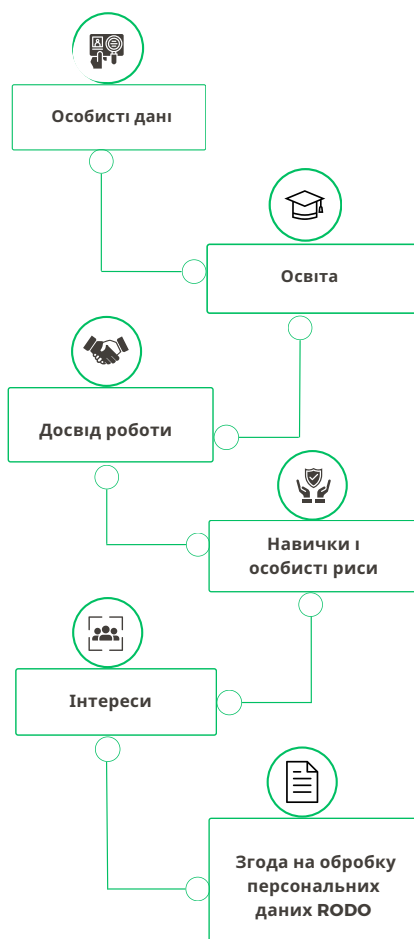 Особисті дані
Освіта
Досвід роботи
Навички і
особисті риси
Інтереси
Згода на обробку
персональних
даних RODO